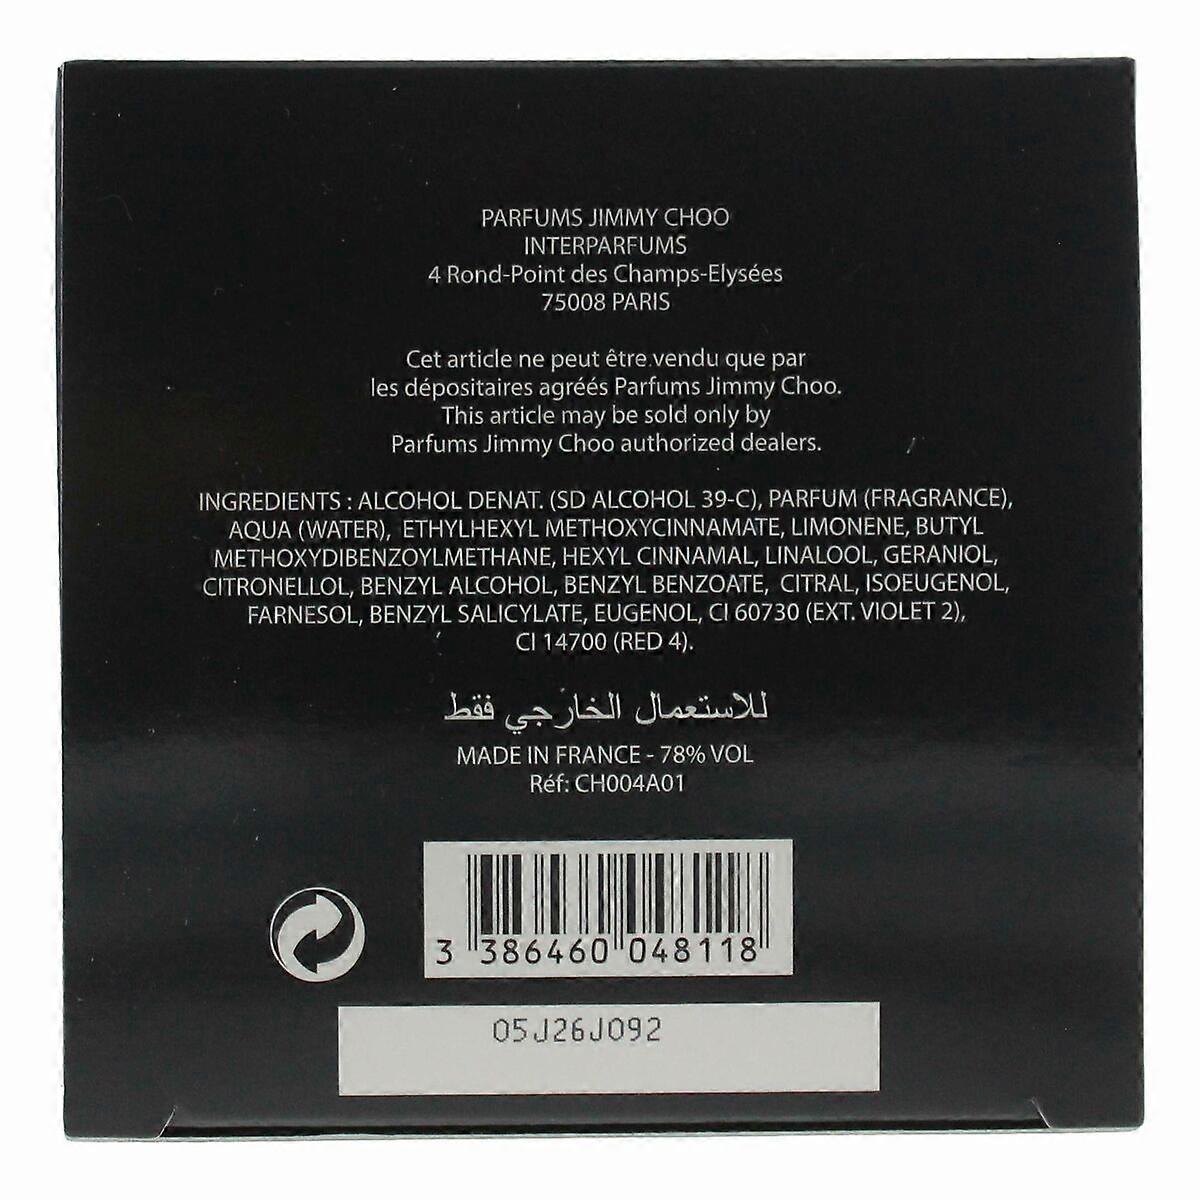 PARFUMS JIMMY CHOO
INTERPARFUMS
4 Rond-Point des Champs-Elysées
75008 PARIS
Cet article ne peut être vendu que par
les dépositaires agréés Parfums Jimmy Choo.
This article may be sold only by
Parfums Jimmy Choo authorized dealers.
INGREDIENTS : ALCOHOL DENAT. (SD ALCOHOL 39-C), PARFUM (FRAGRANCE),
AQUA (WATER), ETHYLHEXYL METHOXYCINNAMATE, LIMONENE, BUTYL
METHOXYDIBENZOYLMETHANE, HEXYL CINNAMAL, LINALOOL, GERANIOL,
CITRONELLOL, BENZYL ALCOHOL, BENZYL BENZOATE, CITRAL, ISOEUGENOL,
FARNESOL, BENZYL SALICYLATE, EUGENOL, CI 60730 (EXT. VIOLET 2),
CI 14700 (RED 4).
للاستعمال الخارجي فقط
MADE IN FRANCE - 78% VOL
Réf: CH004A01
3 386460 048118
05J26J092